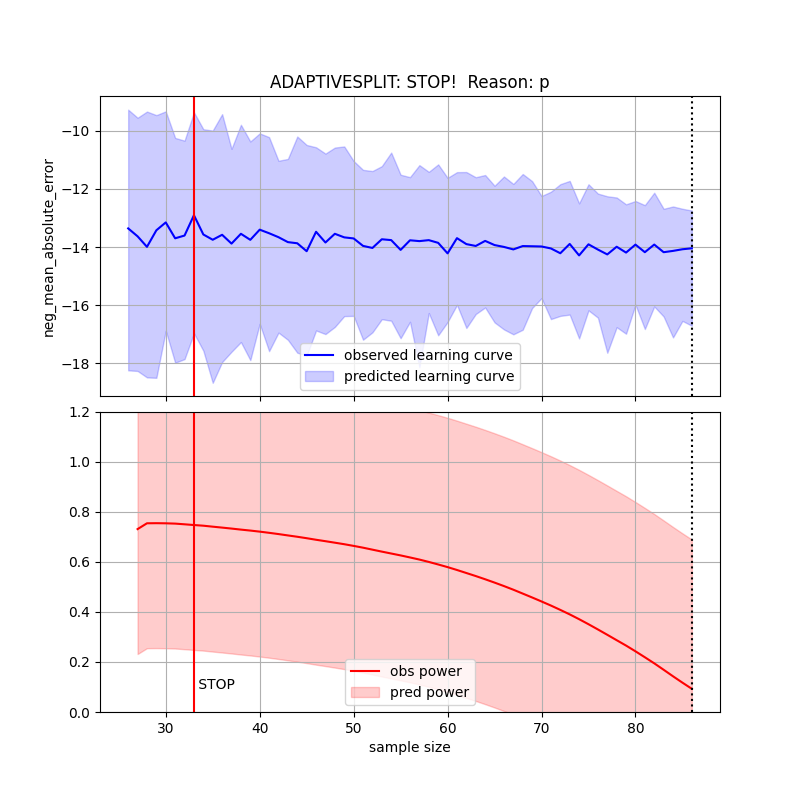 ADAPTIVESPLIT: STOP!  Reason: p
neg_mean_absolute_error
−10
−12
−14
−16
−18
observed learning curve
predicted learning curve
1.2
1.0
0.8
0.6
0.4
0.2
0.0
STOP
obs power
pred power
30
40
50
60
70
80
sample size